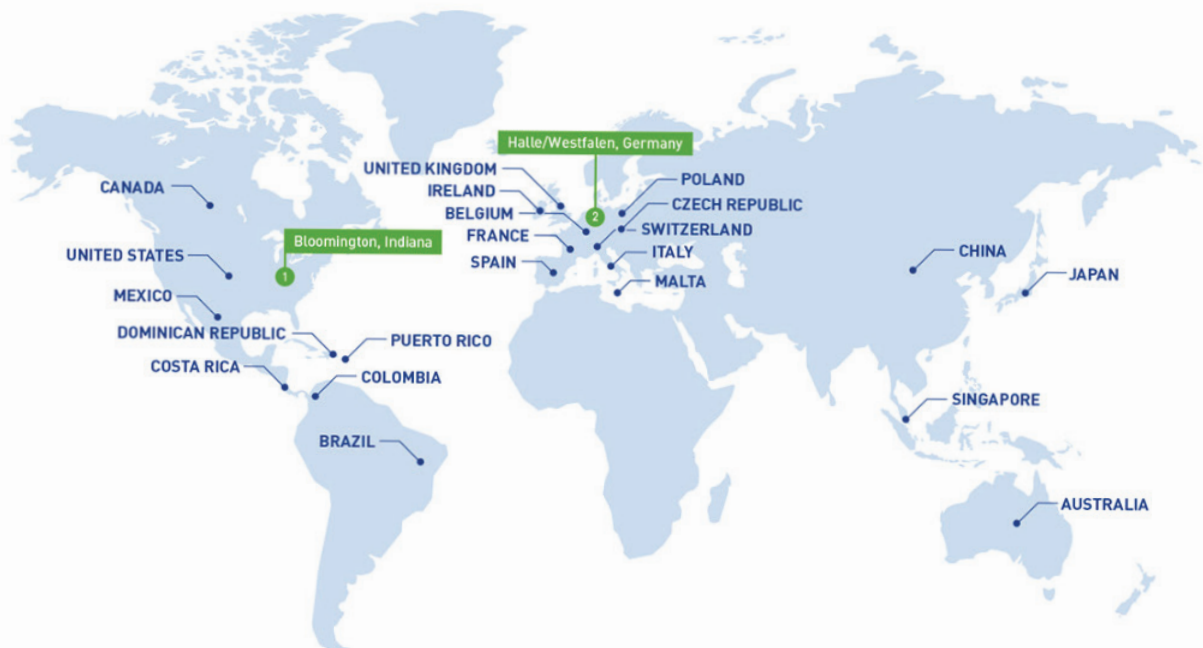 Halle/Westfalen, Germany
UNITED KINGDOM
POLAND
CANADA
IRELAND
CZECH REPUBLIC
BELGIUM
2
SWITZERLAND
FRANCE
Bloomington, Indiana
ITALY
CHINA
UNITED STATES
SPAIN
1
JAPAN
MALTA
MEXICO
DOMINICAN REPUBLIC
PUERTO RICO
COSTA RICA
COLOMBIA
SINGAPORE
BRAZIL
AUSTRALIA